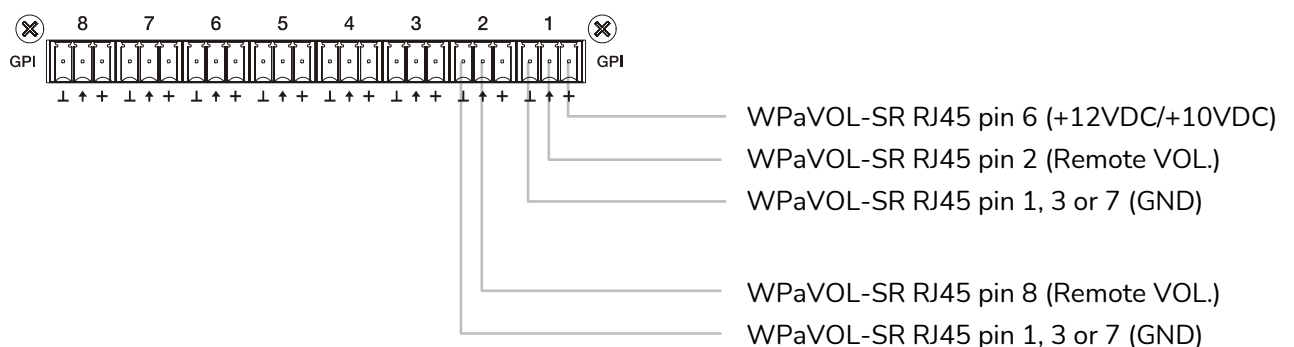 8 7 6 5 4 3 2 1
GPI GPI
⊥ ↑ + ⊥ ↑ + ⊥ ↑ + ⊥ ↑ + ⊥ ↑ + ⊥ ↑ + ⊥ ↑ + ⊥ ↑ +
WPaVOL-SR RJ45 pin 6 (+12VDC/+10VDC)
WPaVOL-SR RJ45 pin 2 (Remote VOL.)
WPaVOL-SR RJ45 pin 1, 3 or 7 (GND)
WPaVOL-SR RJ45 pin 8 (Remote VOL.)
WPaVOL-SR RJ45 pin 1, 3 or 7 (GND)